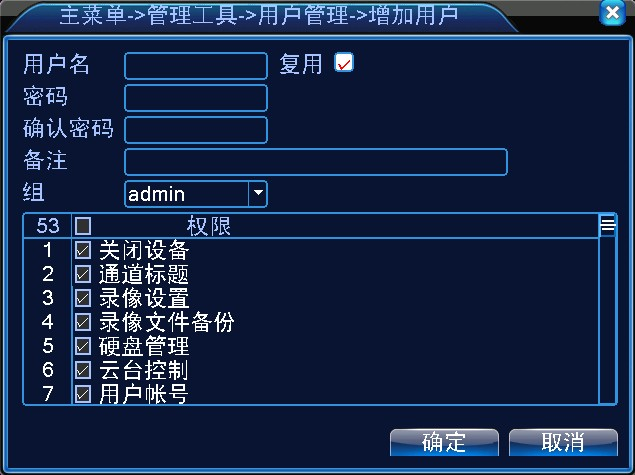 主菜单->管理工具->用户管理->增加用户
用户名 复用
密码
确认密码
备注
组 admin
53 权限
1 关闭设备
2 通道标题
3 录像设置
4 录像文件备份
5 硬盘管理
6 云台控制
7 用户帐号
确定 取消